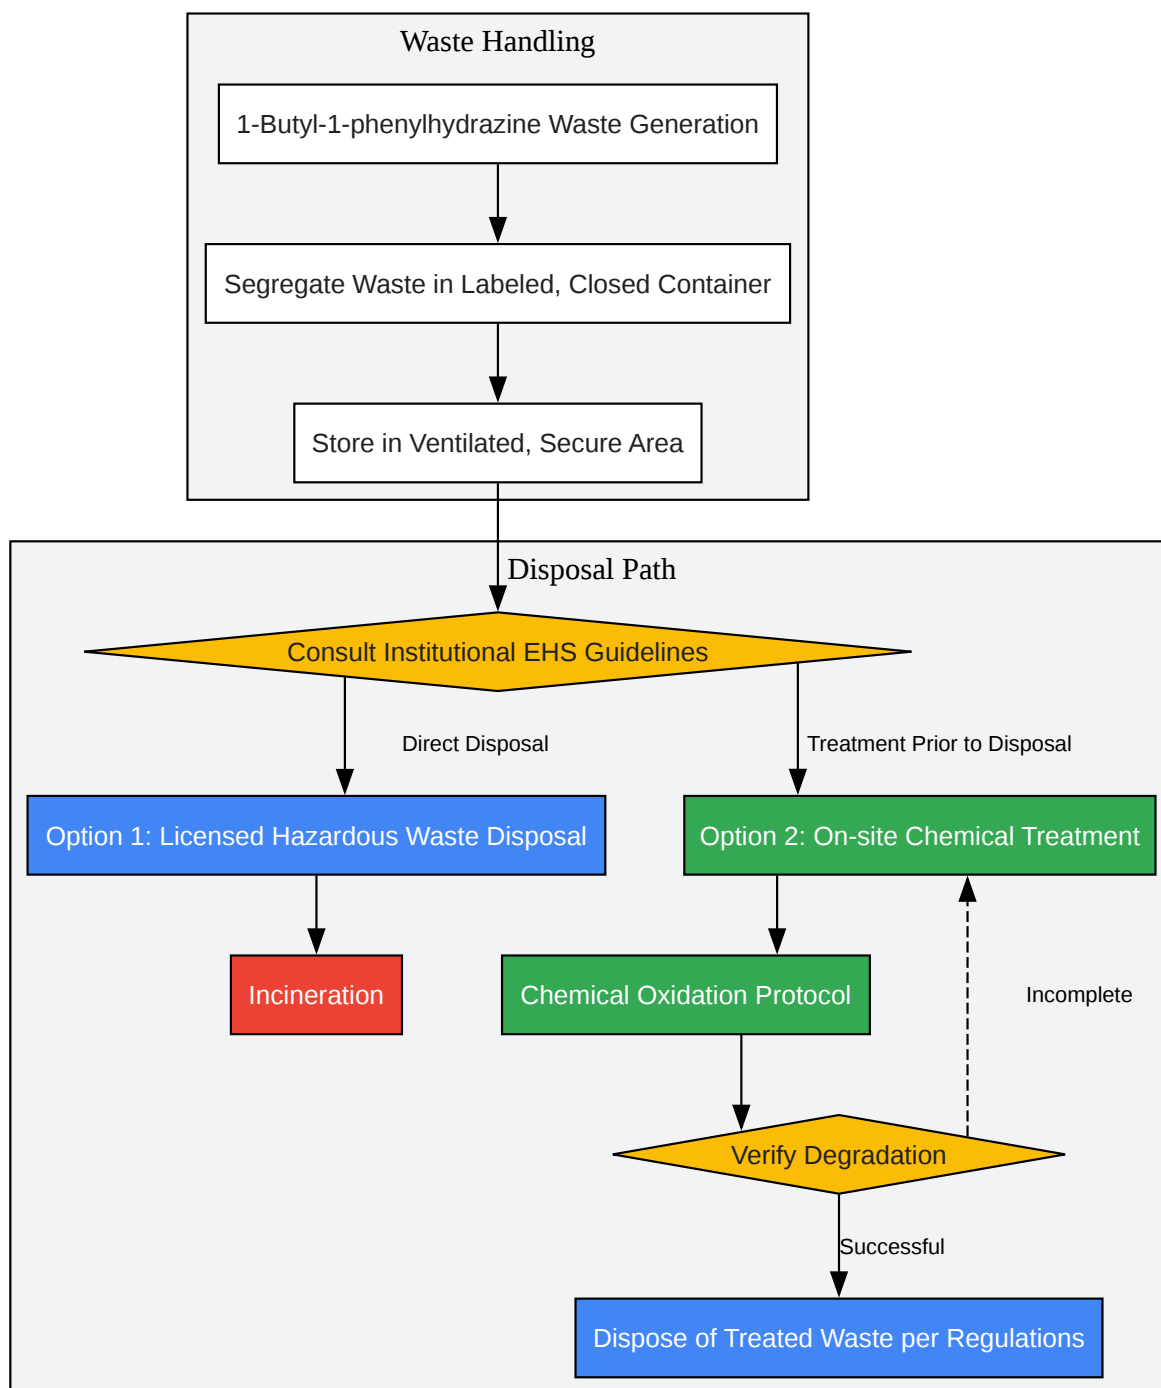 Waste Handling
1-Butyl-1-phenylhydrazine Waste Generation
Segregate Waste in Labeled, Closed Container
Store in Ventilated, Secure Area
Disposal Path
Consult Institutional EHS Guidelines
Direct Disposal
Treatment Prior to Disposal
Option 1: Licensed Hazardous Waste Disposal
Option 2: On-site Chemical Treatment
Incineration
Chemical Oxidation Protocol
Incomplete
Verify Degradation
Successful
Dispose of Treated Waste per Regulations